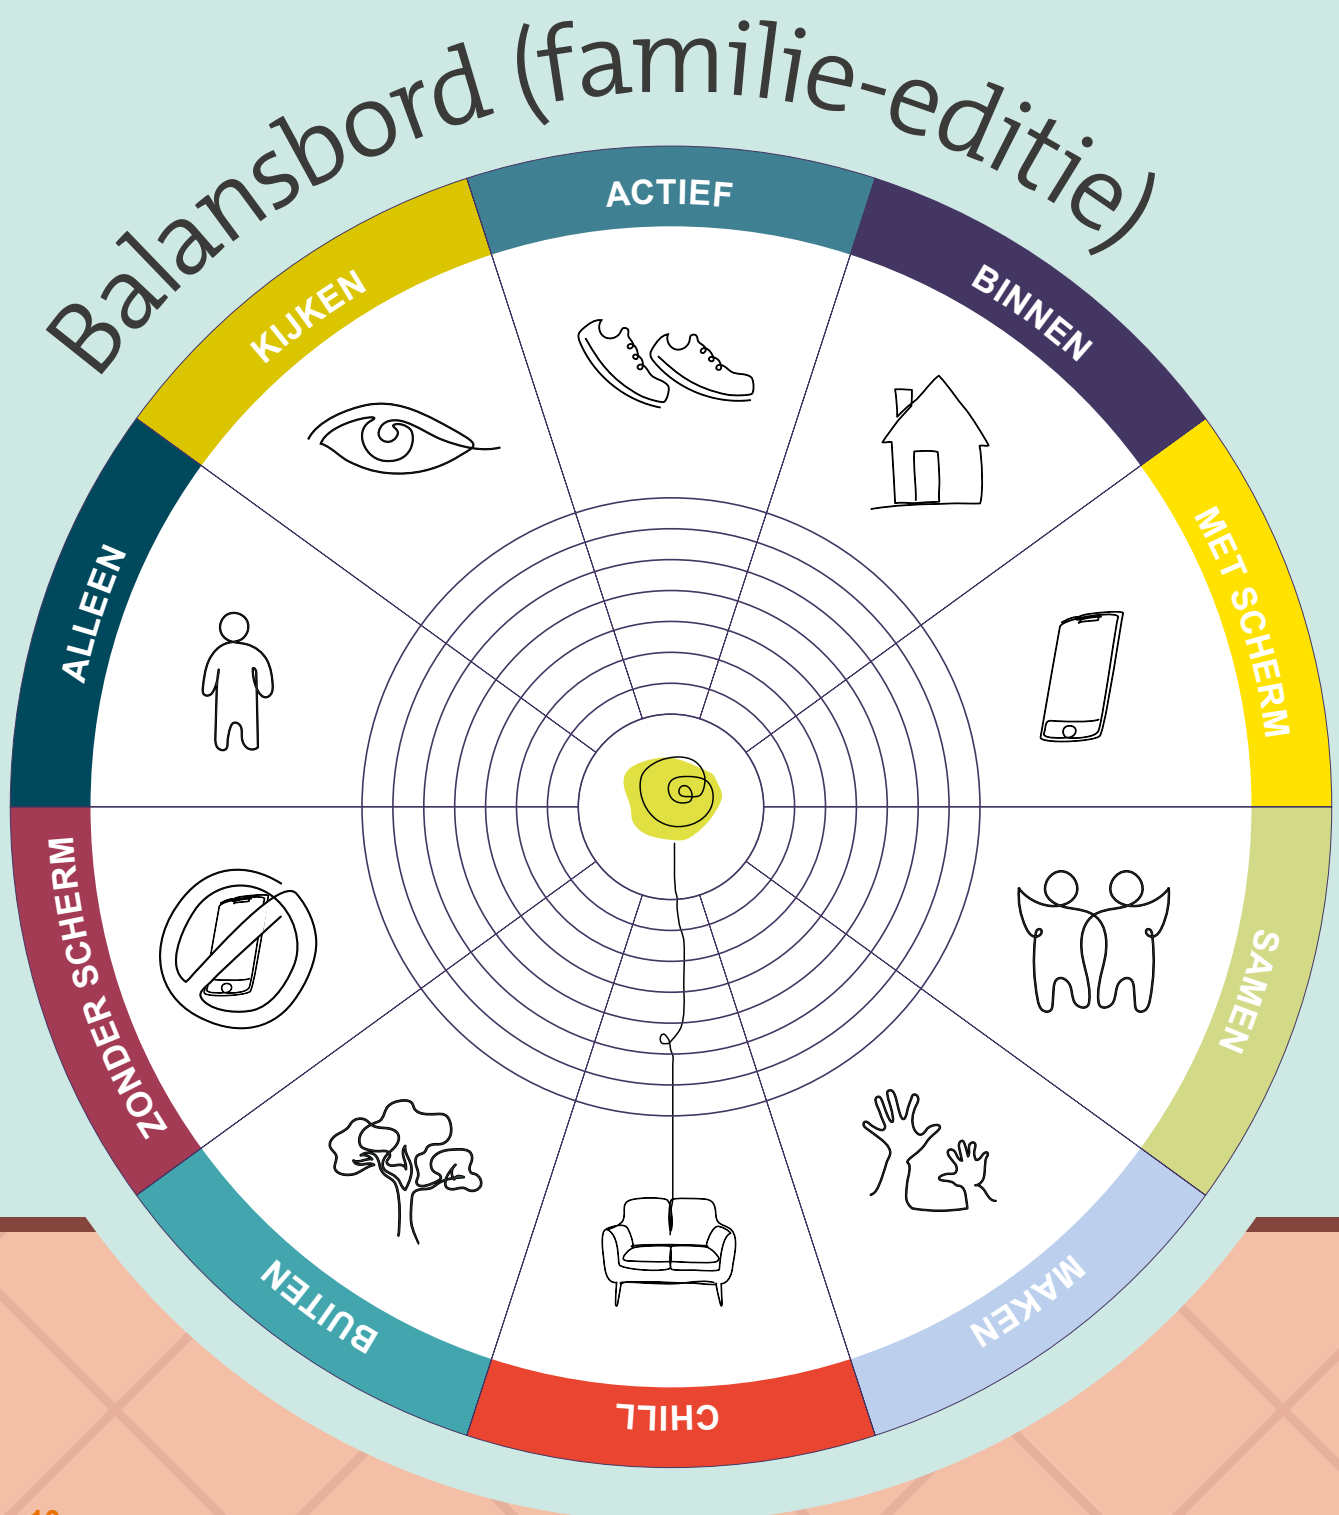 Balansbord (familie-editie)
ACTIEF
BINNEN
MET SCHERM
SAMEN
MAKEN
CHILL
BUITEN
ZONDER SCHERM
ALLEEN
KIJKEN